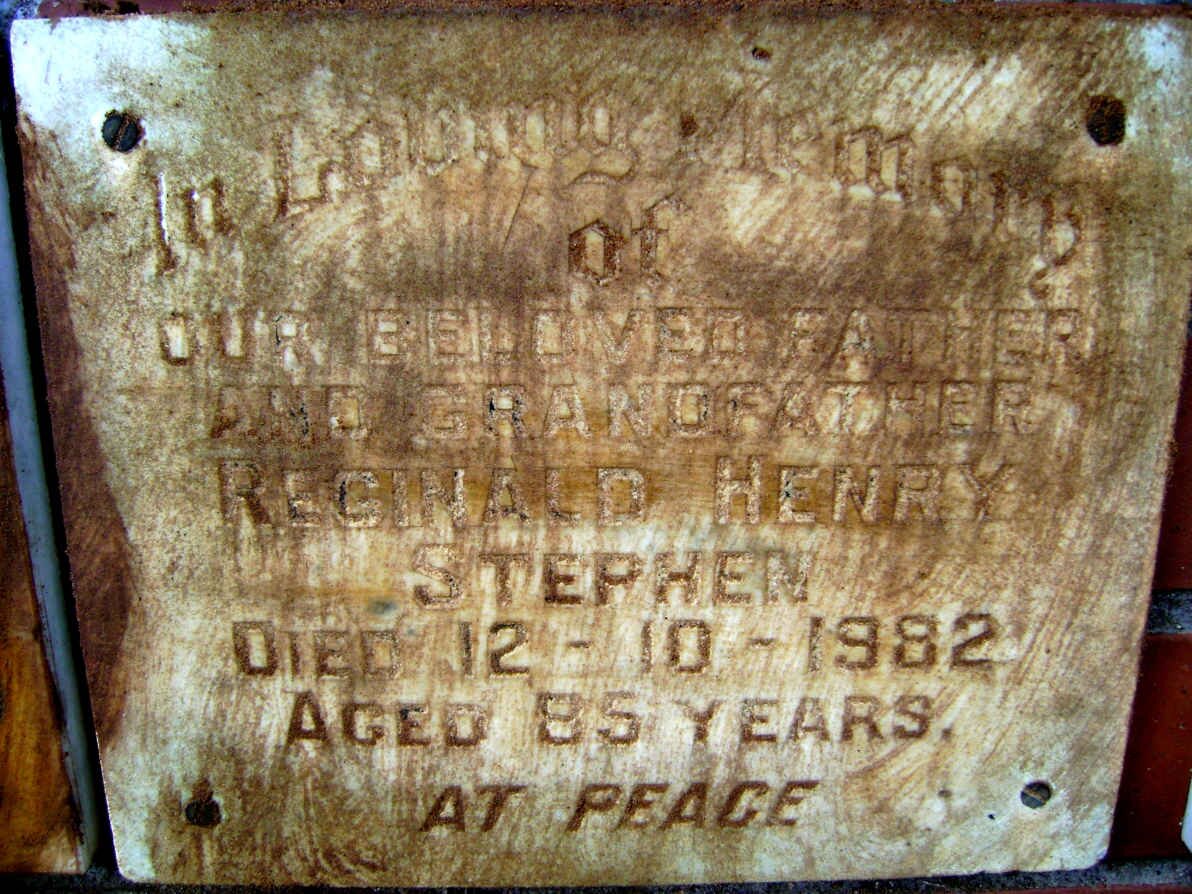 In Loving Memory
of
OUR BELOVED FATHER
AND GRANDFATHER
REGINALD HENRY
STEPHEN
DIED 12 - 10 - 1982
AGED 85 YEARS.
AT PEACE